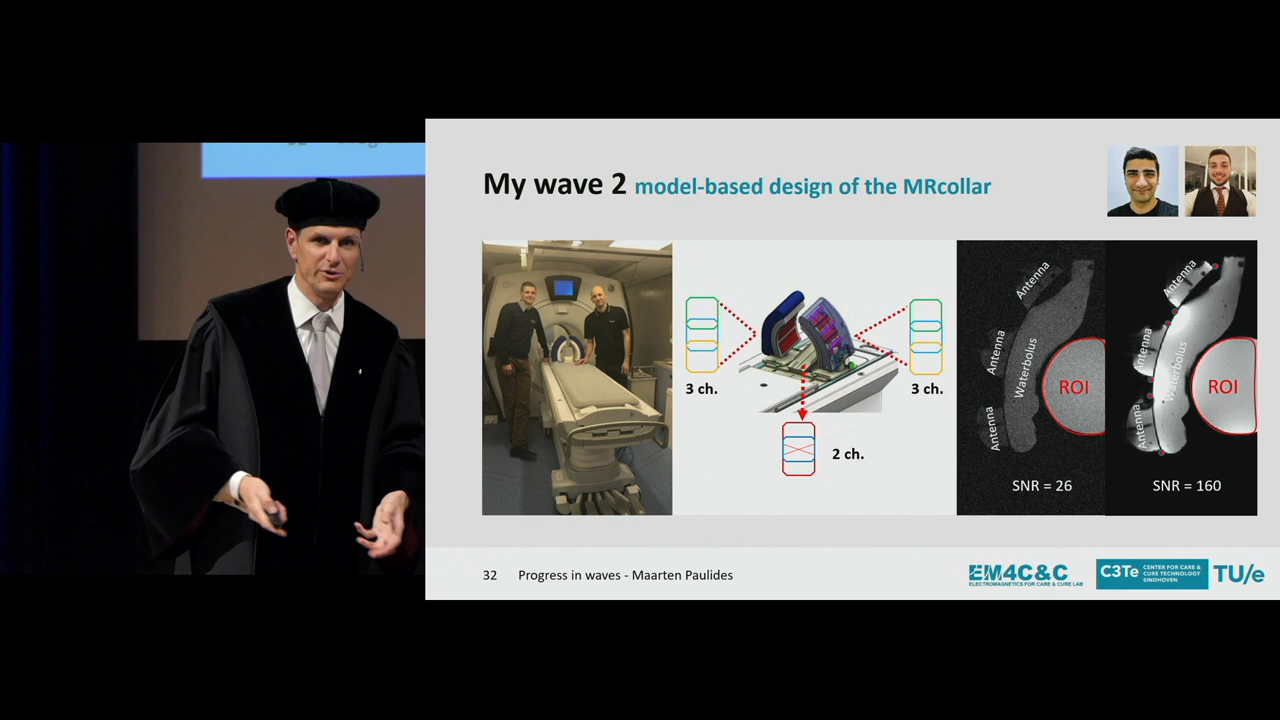 My wave 2 model-based design of the MRcollar
3 ch.
3 ch.
2 ch.
Antenna
Antenna
Antenna
Waterbolus
ROI
SNR = 26
Antenna
Antenna
Antenna
Waterbolus
ROI
SNR = 160
32 Progress in waves - Maarten Paulides
EM4C&C
ELECTROMAGNETICS FOR CARE & CURE LAB
C3Te
CENTER FOR CARE &
CURE TECHNOLOGY
EINDHOVEN
TU/e